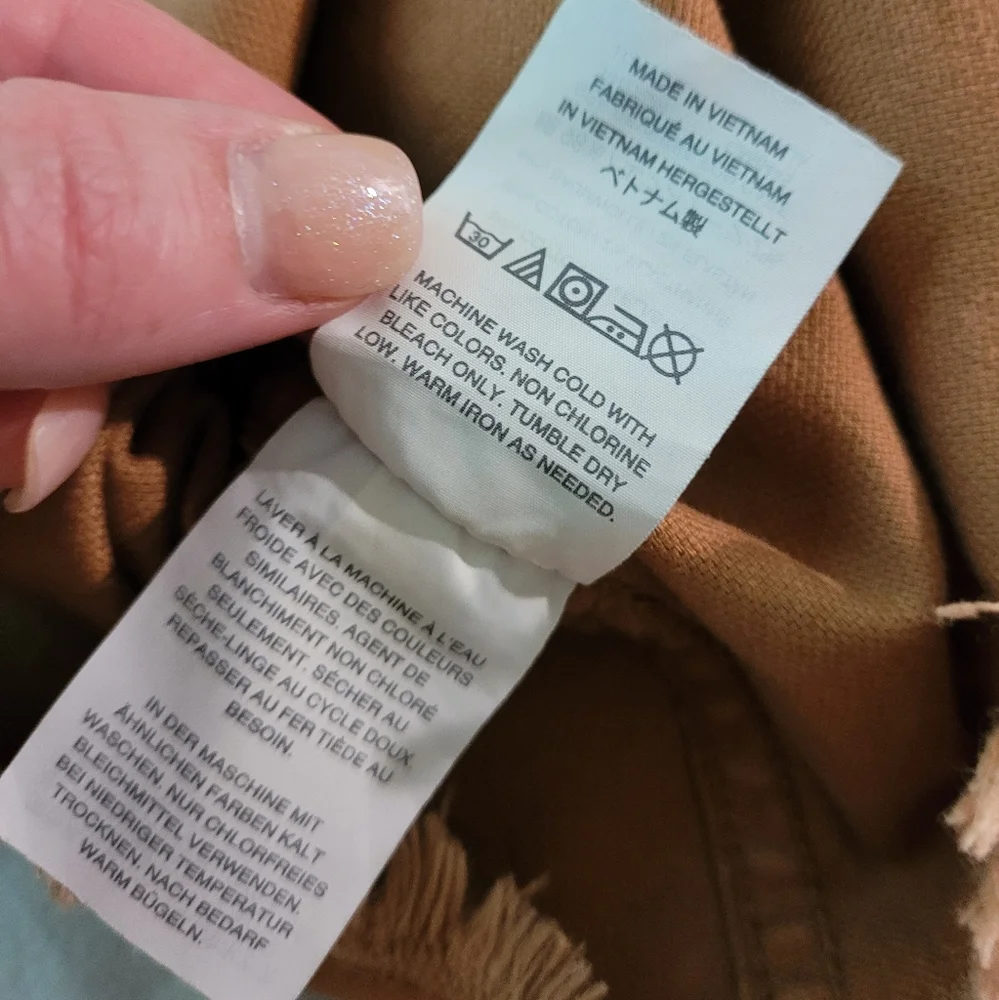 MADE IN VIETNAM
FABRIQUÉ AU VIETNAM
IN VIETNAM HERGESTELLT
ベトナム製
30
MACHINE WASH COLD WITH
LIKE COLORS. NON CHLORINE
BLEACH ONLY. TUMBLE DRY
LOW. WARM IRON AS NEEDED.
LAVER À LA MACHINE À L'EAU
FROIDE AVEC DES COULEURS
SIMILAIRES. AGENT DE
BLANCHIMENT NON CHLORÉ
SEULEMENT. SÉCHER AU
SÈCHE-LINGE AU CYCLE DOUX.
REPASSER AU FER TIÈDE AU
BESOIN.
IN DER MASCHINE MIT
ÄHNLICHEN FARBEN KALT
WASCHEN. NUR CHLORFREIES
BLEICHMITTEL VERWENDEN.
BEI NIEDRIGER TEMPERATUR
TROCKNEN. NACH BEDARF
WARM BÜGELN.